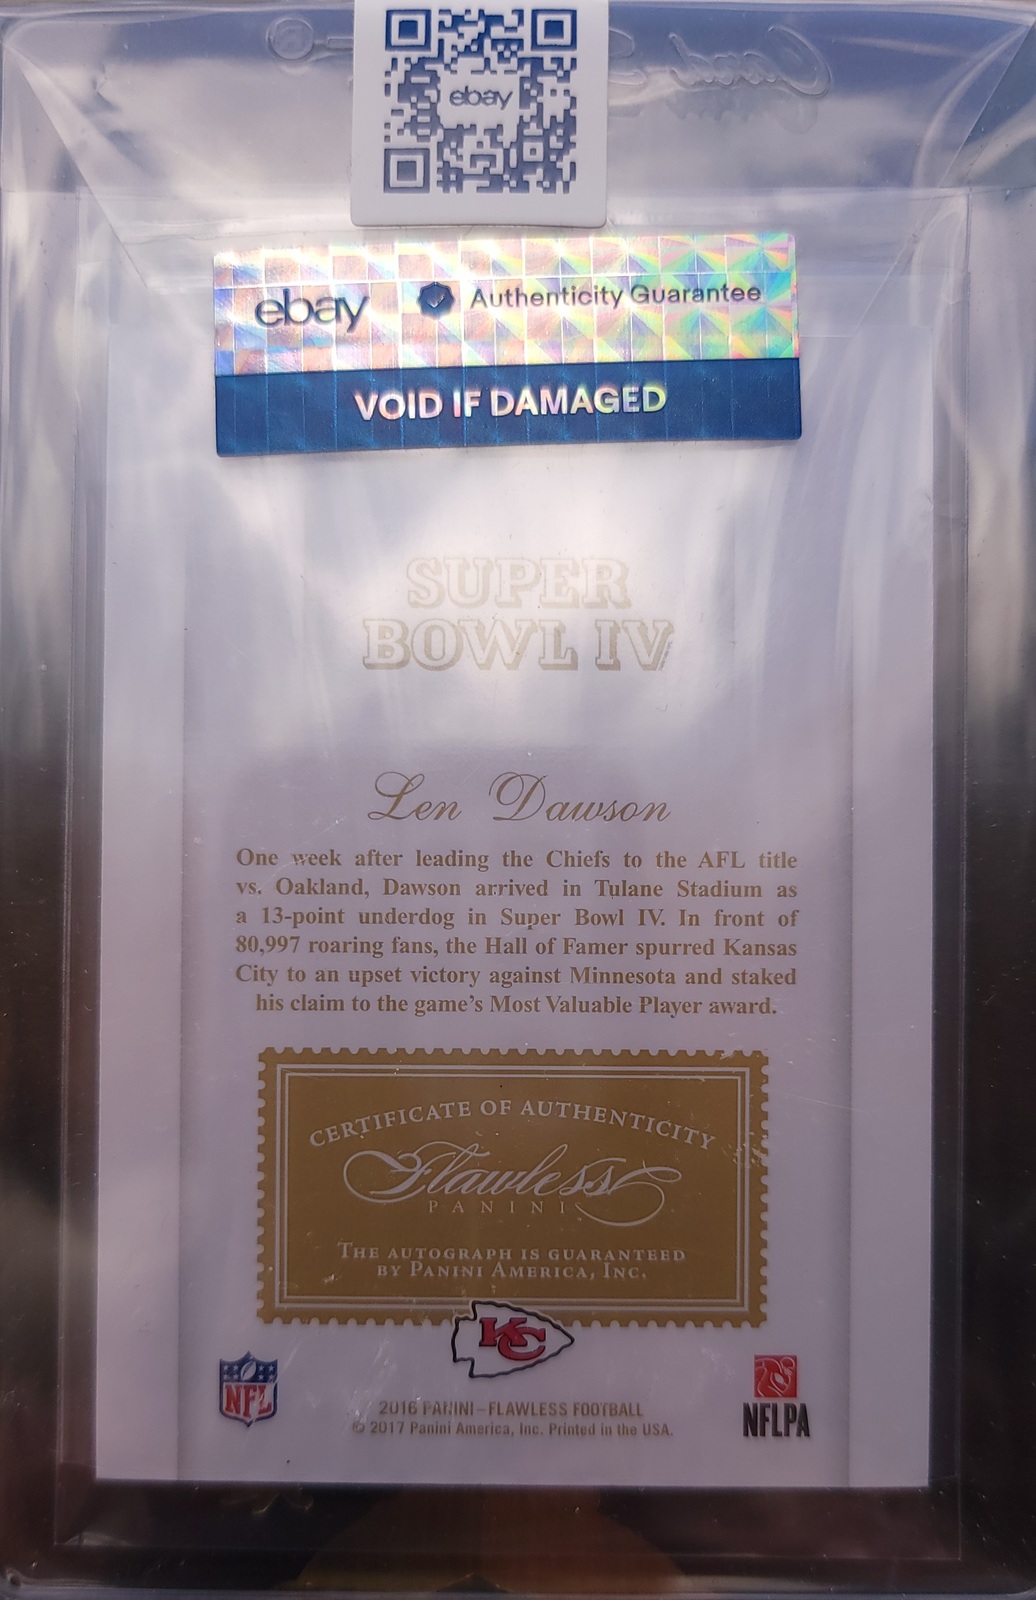 ebay
ebay Authenticity Guarantee
VOID IF DAMAGED
SUPER
BOWL IV
Len Dawson
One week after leading the Chiefs to the AFL title
vs. Oakland, Dawson arrived in Tulane Stadium as
a 13-point underdog in Super Bowl IV. In front of
80,997 roaring fans, the Hall of Famer spurred Kansas
City to an upset victory against Minnesota and staked
his claim to the game's Most Valuable Player award.
CERTIFICATE OF AUTHENTICITY
Flawless
PANINI
THE AUTOGRAPH IS GUARANTEED
BY PANINI AMERICA, INC.
KC
NFL
NFLPA
2016 PANINI – FLAWLESS FOOTBALL
© 2017 Panini America, Inc. Printed in the USA.